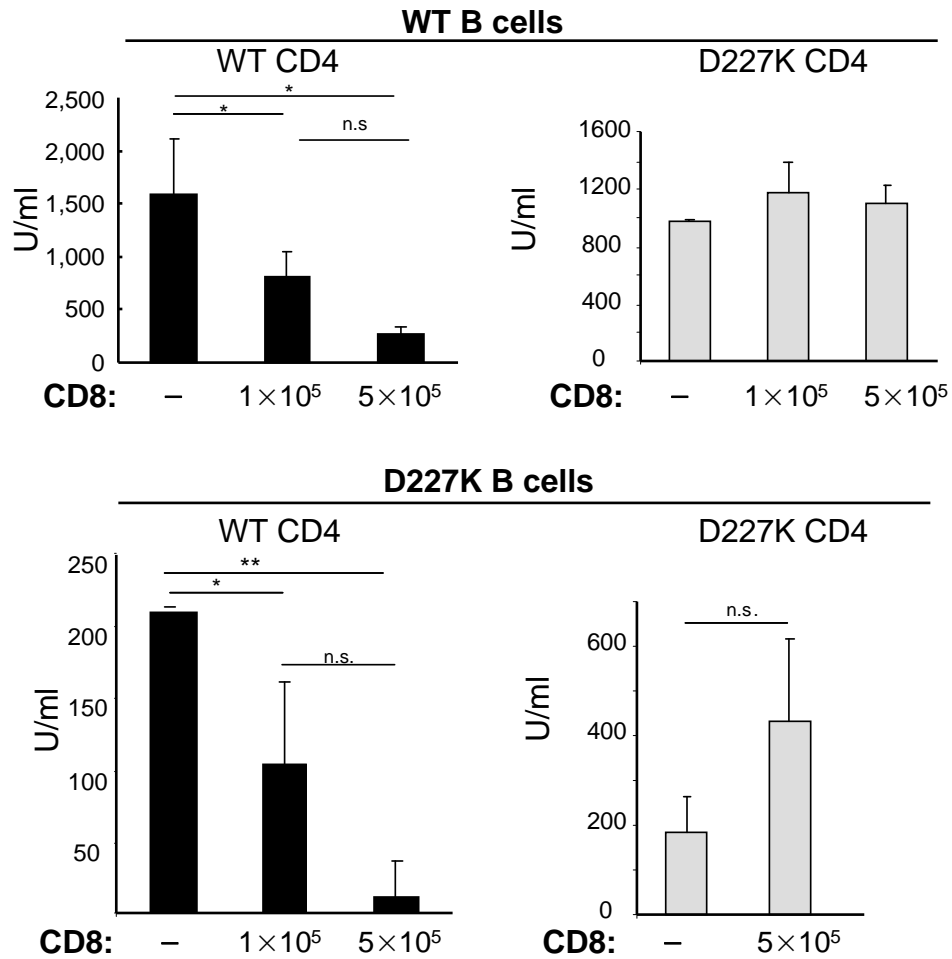 WT B cells
WT CD4
D227K CD4
2,500
2,000
1,500
1,000
500
0
U/ml
*
*
n.s
CD8: – 1×10⁵ 5×10⁵
1600
1200
800
400
0
U/ml
CD8: – 1×10⁵ 5×10⁵
D227K B cells
WT CD4
D227K CD4
250
200
150
100
50
U/ml
**
*
n.s.
CD8: – 1×10⁵ 5×10⁵
600
400
200
0
U/ml
n.s.
CD8: – 5×10⁵